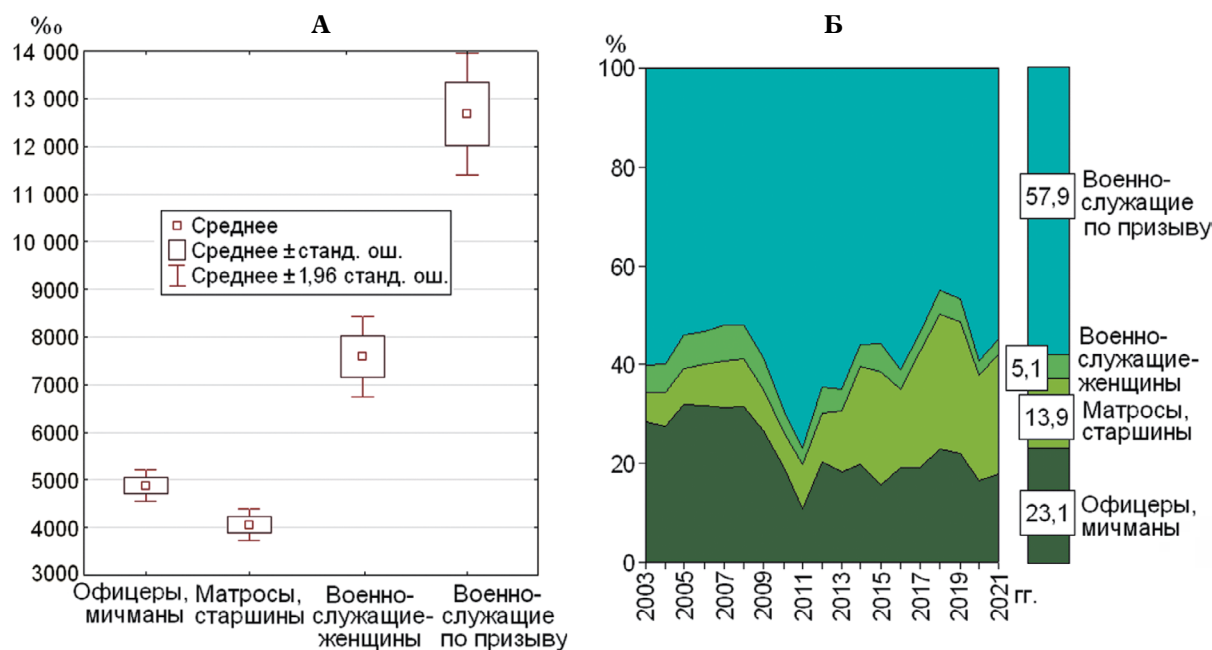 А
‰
14 000
13 000
12 000
11 000
10 000
9000
8000
7000
6000
5000
4000
3000
Среднее
Среднее ± станд. ош.
Среднее ± 1,96 станд. ош.
Офицеры,
мичманы
Матросы,
старшины
Военно-
служащие-
женщины
Военно-
служащие
по призыву
Б
%
100
80
60
40
20
0
2003
2005
2007
2009
2011
2013
2015
2017
2019
2021
гг.
57,9
Военно-
служащие
по призыву
5,1
Военно-
служащие-
женщины
13,9
Матросы,
старшины
23,1
Офицеры,
мичманы